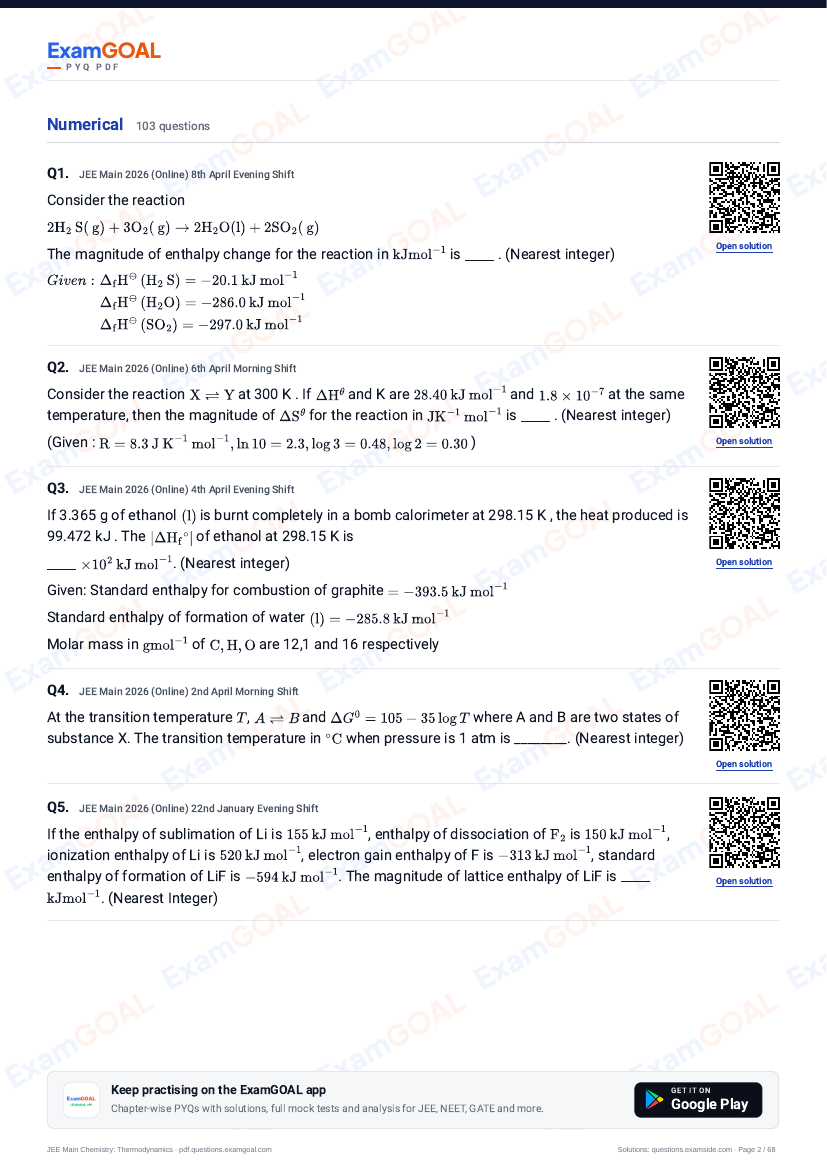 ExamGOAL
PYQ PDF
Numerical 103 questions
Q1. JEE Main 2026 (Online) 8th April Evening Shift
Consider the reaction
2H₂ S( g) + 3O₂( g) → 2H₂O(l) + 2SO₂( g)
The magnitude of enthalpy change for the reaction in kJmol⁻¹ is ____ . (Nearest integer)
Given : ΔfH⊖ (H₂ S) = −20.1 kJ mol⁻¹
ΔfH⊖ (H₂O) = −286.0 kJ mol⁻¹
ΔfH⊖ (SO₂) = −297.0 kJ mol⁻¹
Open solution
Q2. JEE Main 2026 (Online) 6th April Morning Shift
Consider the reaction X ⇌ Y at 300 K . If ΔHθ and K are 28.40 kJ mol⁻¹ and 1.8 × 10⁻⁷ at the same
temperature, then the magnitude of ΔSθ for the reaction in JK⁻¹ mol⁻¹ is ____ . (Nearest integer)
(Given : R = 8.3 J K⁻¹ mol⁻¹, ln 10 = 2.3, log 3 = 0.48, log 2 = 0.30 )
Open solution
Q3. JEE Main 2026 (Online) 4th April Evening Shift
If 3.365 g of ethanol (l) is burnt completely in a bomb calorimeter at 298.15 K , the heat produced is
99.472 kJ . The |ΔHf°| of ethanol at 298.15 K is
____ ×10² kJ mol⁻¹. (Nearest integer)
Given: Standard enthalpy for combustion of graphite = −393.5 kJ mol⁻¹
Standard enthalpy of formation of water (l) = −285.8 kJ mol⁻¹
Molar mass in gmol⁻¹ of C, H, O are 12,1 and 16 respectively
Open solution
Q4. JEE Main 2026 (Online) 2nd April Morning Shift
At the transition temperature T, A ⇌ B and ΔG⁰ = 105 − 35 log T where A and B are two states of
substance X. The transition temperature in °C when pressure is 1 atm is _______. (Nearest integer)
Open solution
Q5. JEE Main 2026 (Online) 22nd January Evening Shift
If the enthalpy of sublimation of Li is 155 kJ mol⁻¹, enthalpy of dissociation of F₂ is 150 kJ mol⁻¹,
ionization enthalpy of Li is 520 kJ mol⁻¹, electron gain enthalpy of F is −313 kJ mol⁻¹, standard
enthalpy of formation of LiF is −594 kJ mol⁻¹. The magnitude of lattice enthalpy of LiF is ____
kJmol⁻¹. (Nearest Integer)
Open solution
ExamGOAL
Keep practising on the ExamGOAL app
Chapter-wise PYQs with solutions, full mock tests and analysis for JEE, NEET, GATE and more.
GET IT ON
Google Play
JEE Main Chemistry: Thermodynamics · pdf.questions.examgoal.com
Solutions: questions.examside.com · Page 2 / 68